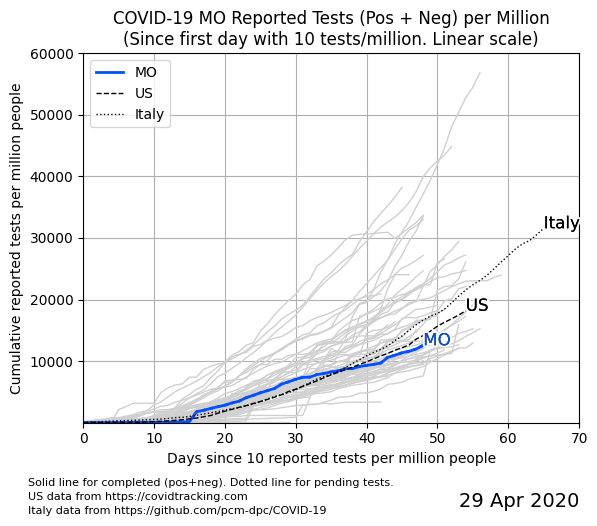 COVID-19 MO Reported Tests (Pos + Neg) per Million
(Since first day with 10 tests/million. Linear scale)
Cumulative reported tests per million people
60000
50000
40000
30000
20000
10000
MO
US
Italy
Italy
US
MO
0 10 20 30 40 50 60 70
Days since 10 reported tests per million people
Solid line for completed (pos+neg). Dotted line for pending tests.
US data from https://covidtracking.com
Italy data from https://github.com/pcm-dpc/COVID-19
29 Apr 2020